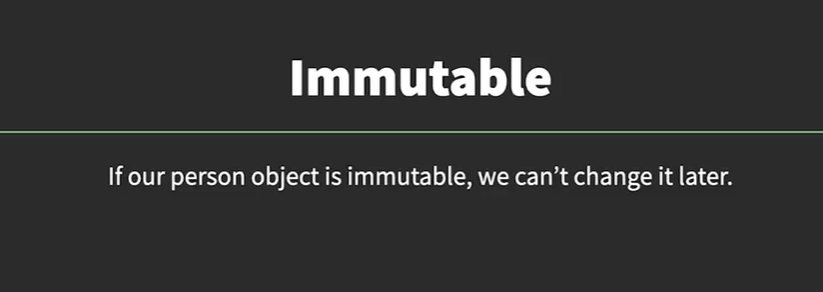 Immutable
If our person object is immutable, we can’t change it later.